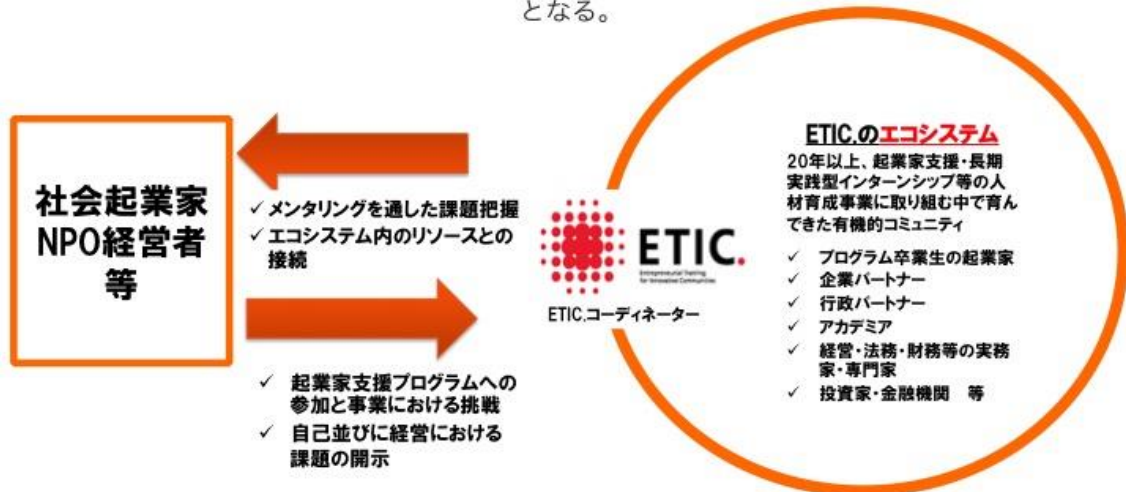 となる。
社会起業家
NPO経営者
等
✓メンタリングを通した課題把握
✓エコシステム内のリソースとの
接続
✓ 起業家支援プログラムへの
参加と事業における挑戦
✓ 自己並びに経営における
課題の開示
ETIC.
Entrepreneurial Training
for Innovative Communities
ETIC.コーディネーター
ETIC.のエコシステム
20年以上、起業家支援・長期
実践型インターンシップ等の人
材育成事業に取り組む中で育ん
できた有機的コミュニティ
✓ プログラム卒業生の起業家
✓ 企業パートナー
✓ 行政パートナー
✓ アカデミア
✓ 経営・法務・財務等の実務
家・専門家
✓ 投資家・金融機関 等